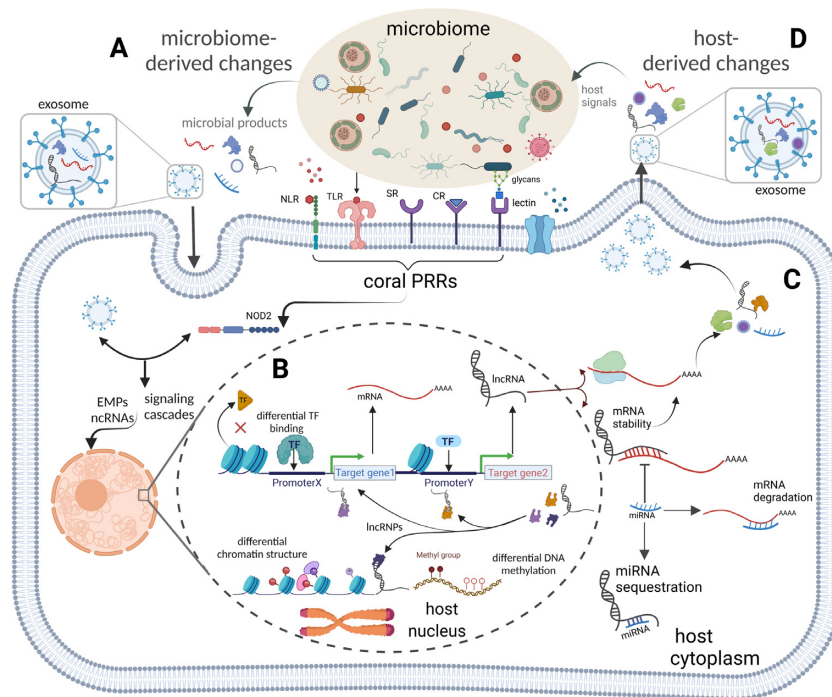 A
microbiome-
derived changes
microbiome
host-
derived changes
D
exosome
microbial products
host
signals
exosome
glycans
NLR
TLR
SR
CR
lectin
coral PRRs
C
NOD2
B
EMPs
ncRNAs
signaling
cascades
TF
differential TF
binding
TF
mRNA
AAAA
lncRNA
AAAA
mRNA
stability
TF
Target gene1
Target gene2
PromoterX
PromoterY
AAAA
mRNA
degradation
miRNA
AAAA
lncRNPs
differential
chromatin structure
Methyl group
differential DNA
methylation
miRNA
sequestration
miRNA
host
nucleus
host
cytoplasm